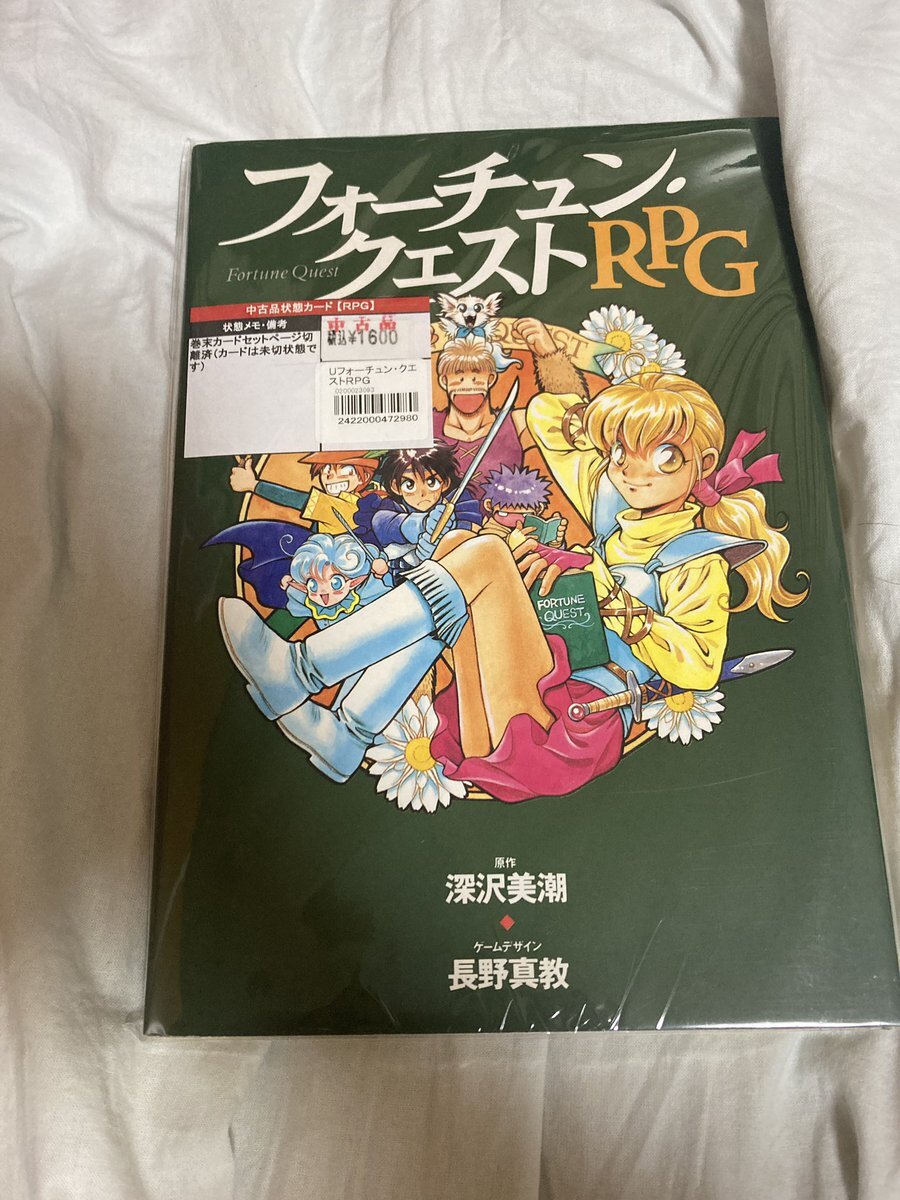 フォーチュン・
クエストRPG
Fortune Quest
中古品状態カード【RPG】
状態メモ・備考
巻末カードセットページ切
離済(カードは未切状態で
す)
中古品
税込¥1600
Uフォーチュン・クエ
ストRPG
0200023093
2422000472980
FORTUNE
QUEST
原作
深沢美潮
ゲームデザイン
長野真教